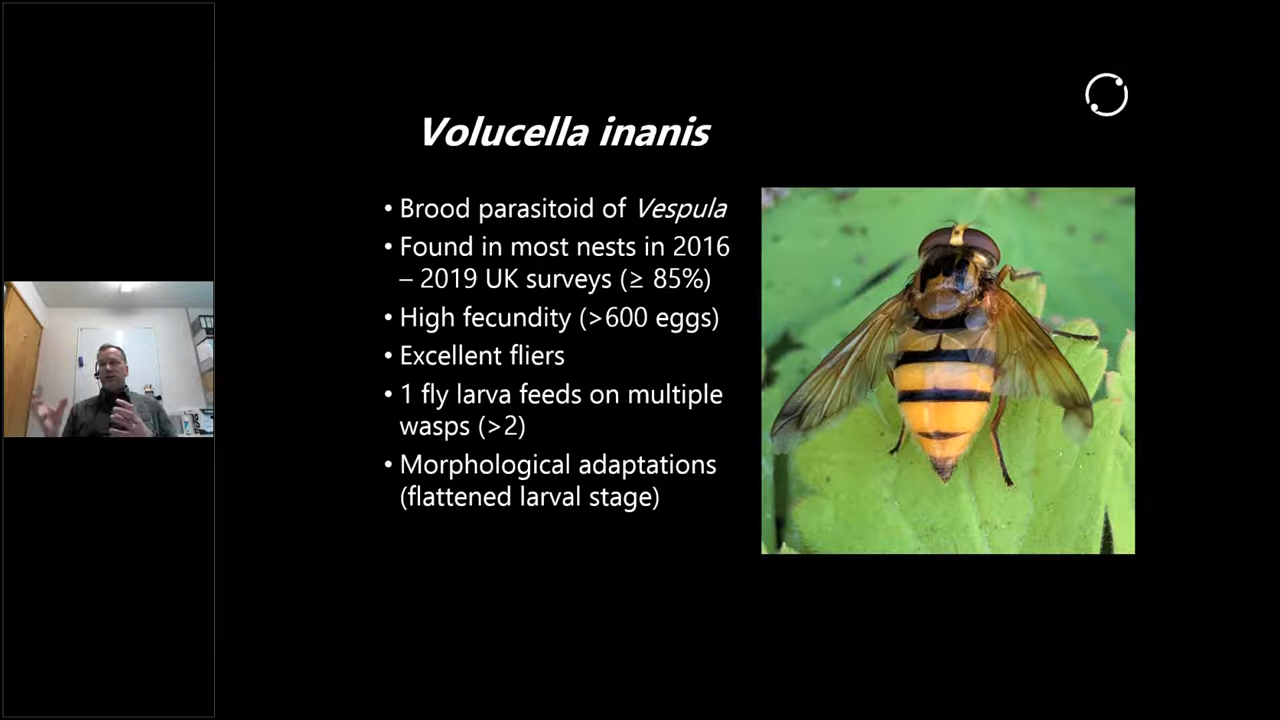 Volucella inanis
• Brood parasitoid of Vespula
• Found in most nests in 2016
– 2019 UK surveys (≥ 85%)
• High fecundity (>600 eggs)
• Excellent fliers
• 1 fly larva feeds on multiple
wasps (>2)
• Morphological adaptations
(flattened larval stage)